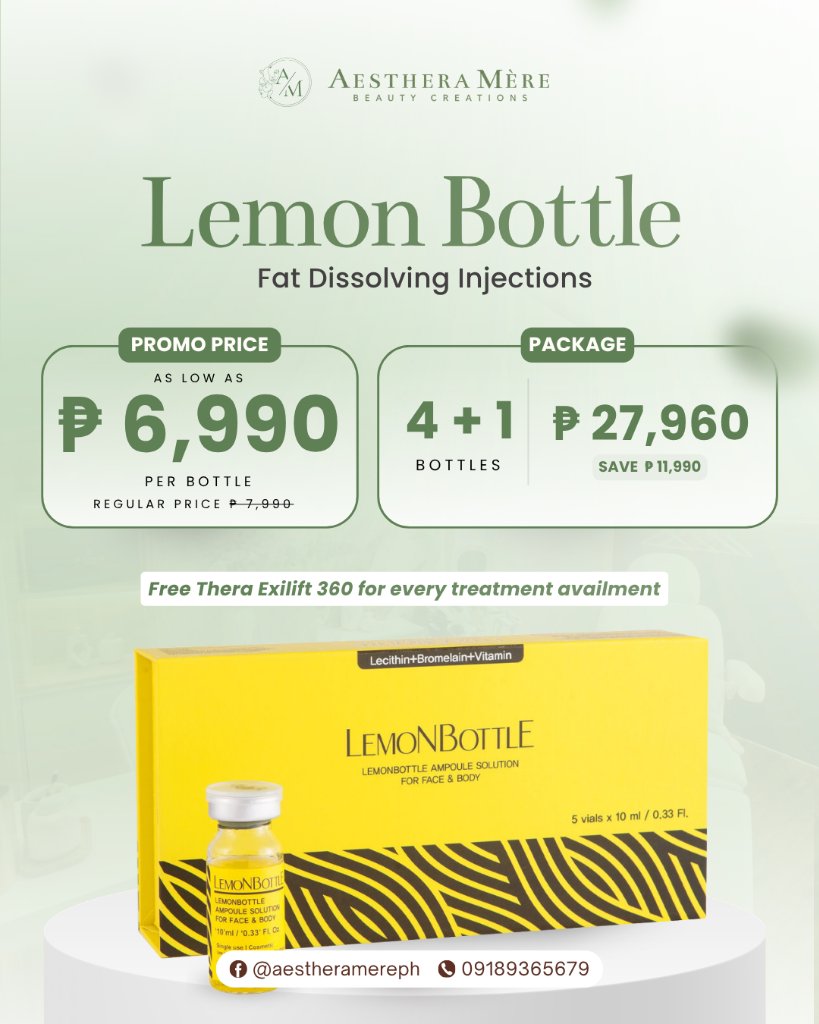 A/M
AESTHERA MÈRE
BEAUTY CREATIONS
Lemon Bottle
Fat Dissolving Injections
PROMO PRICE
AS LOW AS
₱ 6,990
PER BOTTLE
REGULAR PRICE ₱ 7,990
PACKAGE
4 + 1
BOTTLES
₱ 27,960
SAVE ₱ 11,990
Free Thera Exilift 360 for every treatment availment
Lecithin+Bromelain+Vitamin
LEMONBOTTLE
LEMONBOTTLE AMPOULE SOLUTION
FOR FACE & BODY
5 vials x 10 ml / 0.33 Fl.
LEMONBOTTLE
LEMONBOTTLE
AMPOULE SOLUTION
FOR FACE & BODY
10 ml / 0.33 Fl. Oz
Single use | Cosmeti
@aestheramereph 09189365679